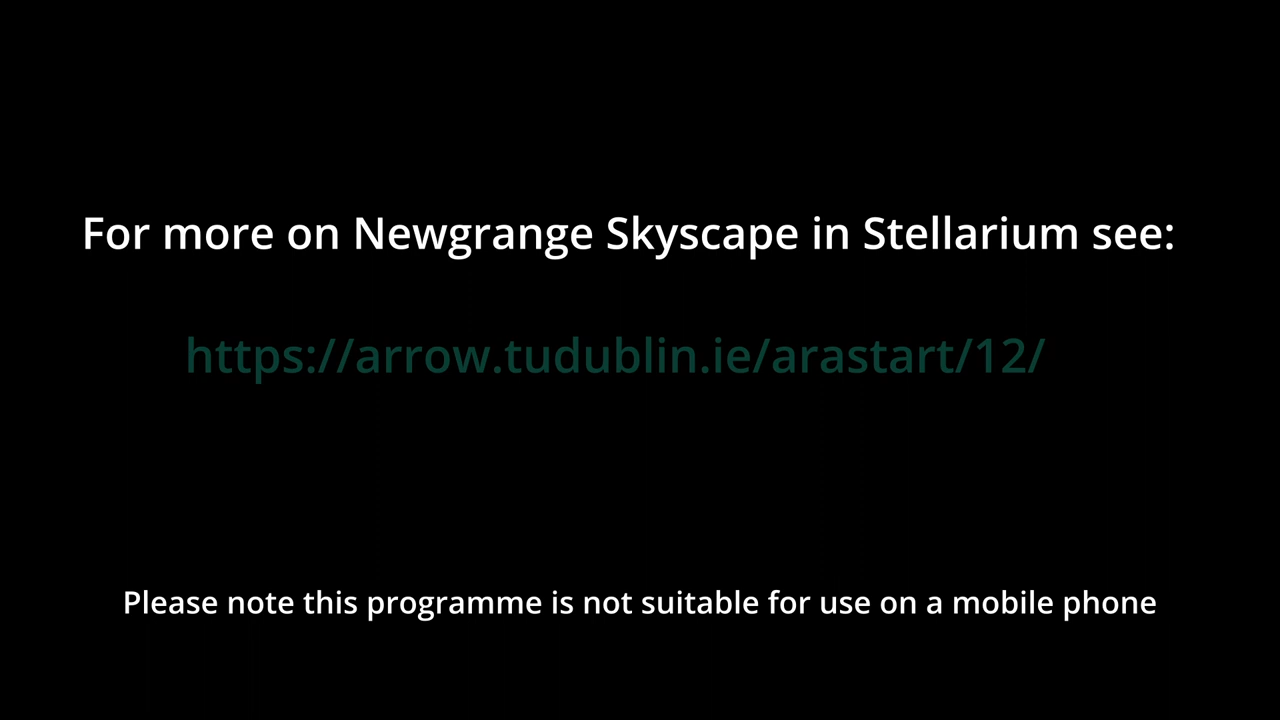 For more on Newgrange Skyscape in Stellarium see:
https://arrow.tudublin.ie/arastart/12/
Please note this programme is not suitable for use on a mobile phone